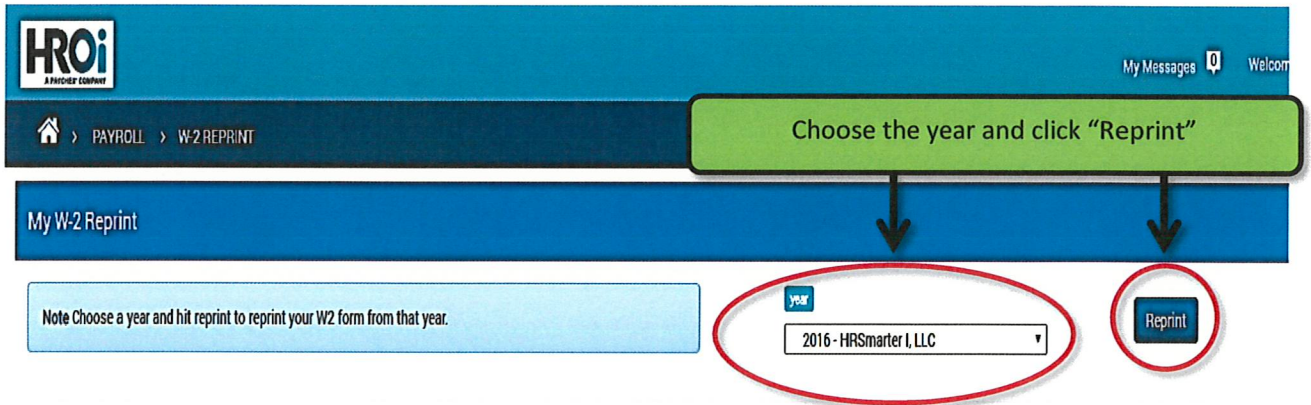 HROi
A PAYCHEX COMPANY
My Messages 0 Welcom
> PAYROLL > W-2 REPRINT
Choose the year and click “Reprint”
My W-2 Reprint
Note Choose a year and hit reprint to reprint your W2 form from that year.
year
2016 - HRSmarter I, LLC
Reprint